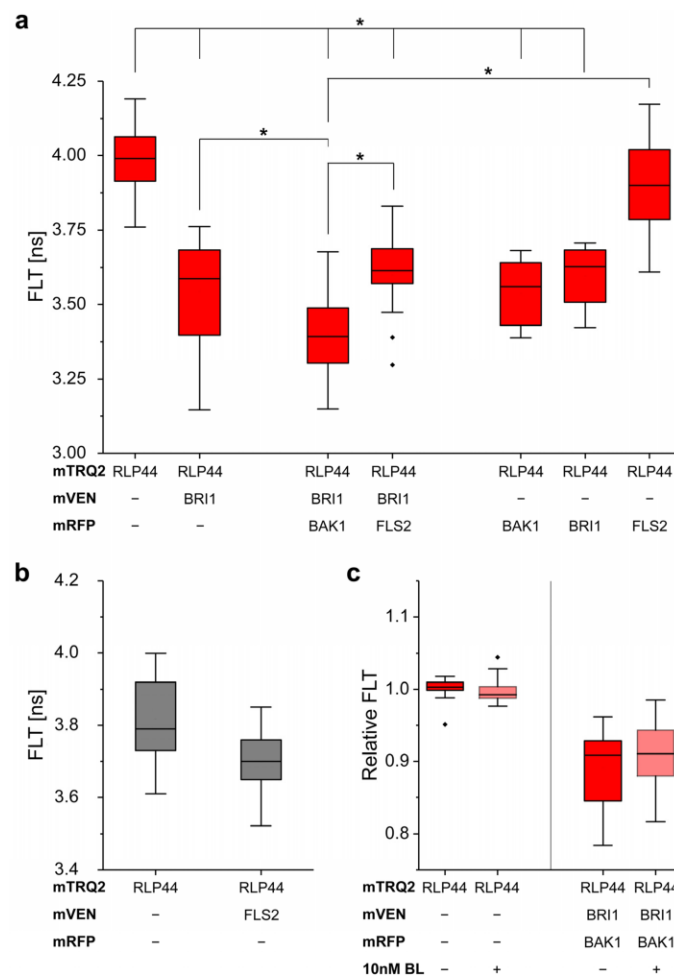 a
*
*
*
*
4.25
4.00
3.75
3.50
3.25
3.00
FLT [ns]
mTRQ2 RLP44 RLP44 RLP44 RLP44 RLP44 RLP44 RLP44
mVEN – BRI1 BRI1 BRI1 – – –
mRFP – – BAK1 FLS2 BAK1 BRI1 FLS2
b
4.2
4.0
3.8
3.6
3.4
FLT [ns]
mTRQ2 RLP44 RLP44
mVEN – FLS2
mRFP – –
c
1.1
1.0
0.9
0.8
Relative FLT
mTRQ2 RLP44 RLP44 RLP44 RLP44
mVEN – – BRI1 BRI1
mRFP – – BAK1 BAK1
10nM BL – + – +